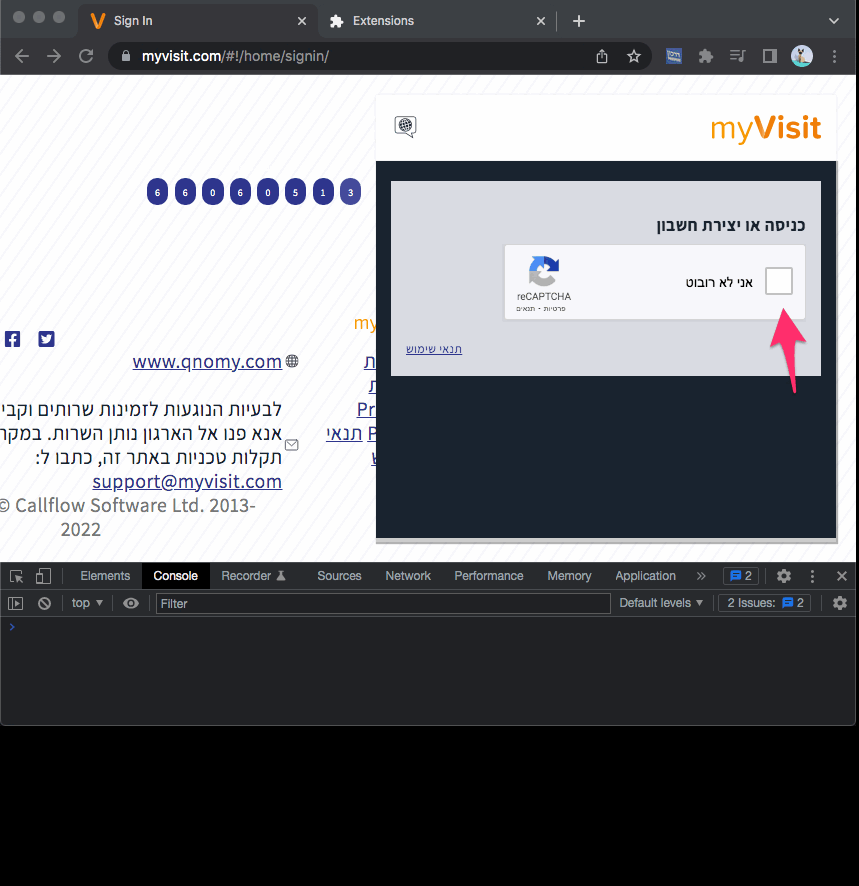 Sign In
Extensions
myvisit.com/#!/home/signin/
myVisit
6 6 0 6 0 5 1 3
כניסה או יצירת חשבון
אני לא רובוט
reCAPTCHA
פרטיות - תנאים
תנאי שימוש
my
www.qnomy.com
ת
ת
לבעיות הנוגעות לזמינות שרותים וקבי
Pr
אנא פנו אל הארגון נותן השרות. במקר
P תנאי
תקלות טכניות באתר זה, כתבו ל:
ש
support@myvisit.com
© Callflow Software Ltd. 2013-
2022
Elements Console Recorder Sources Network Performance Memory Application 2
top Filter Default levels 2 Issues: 2